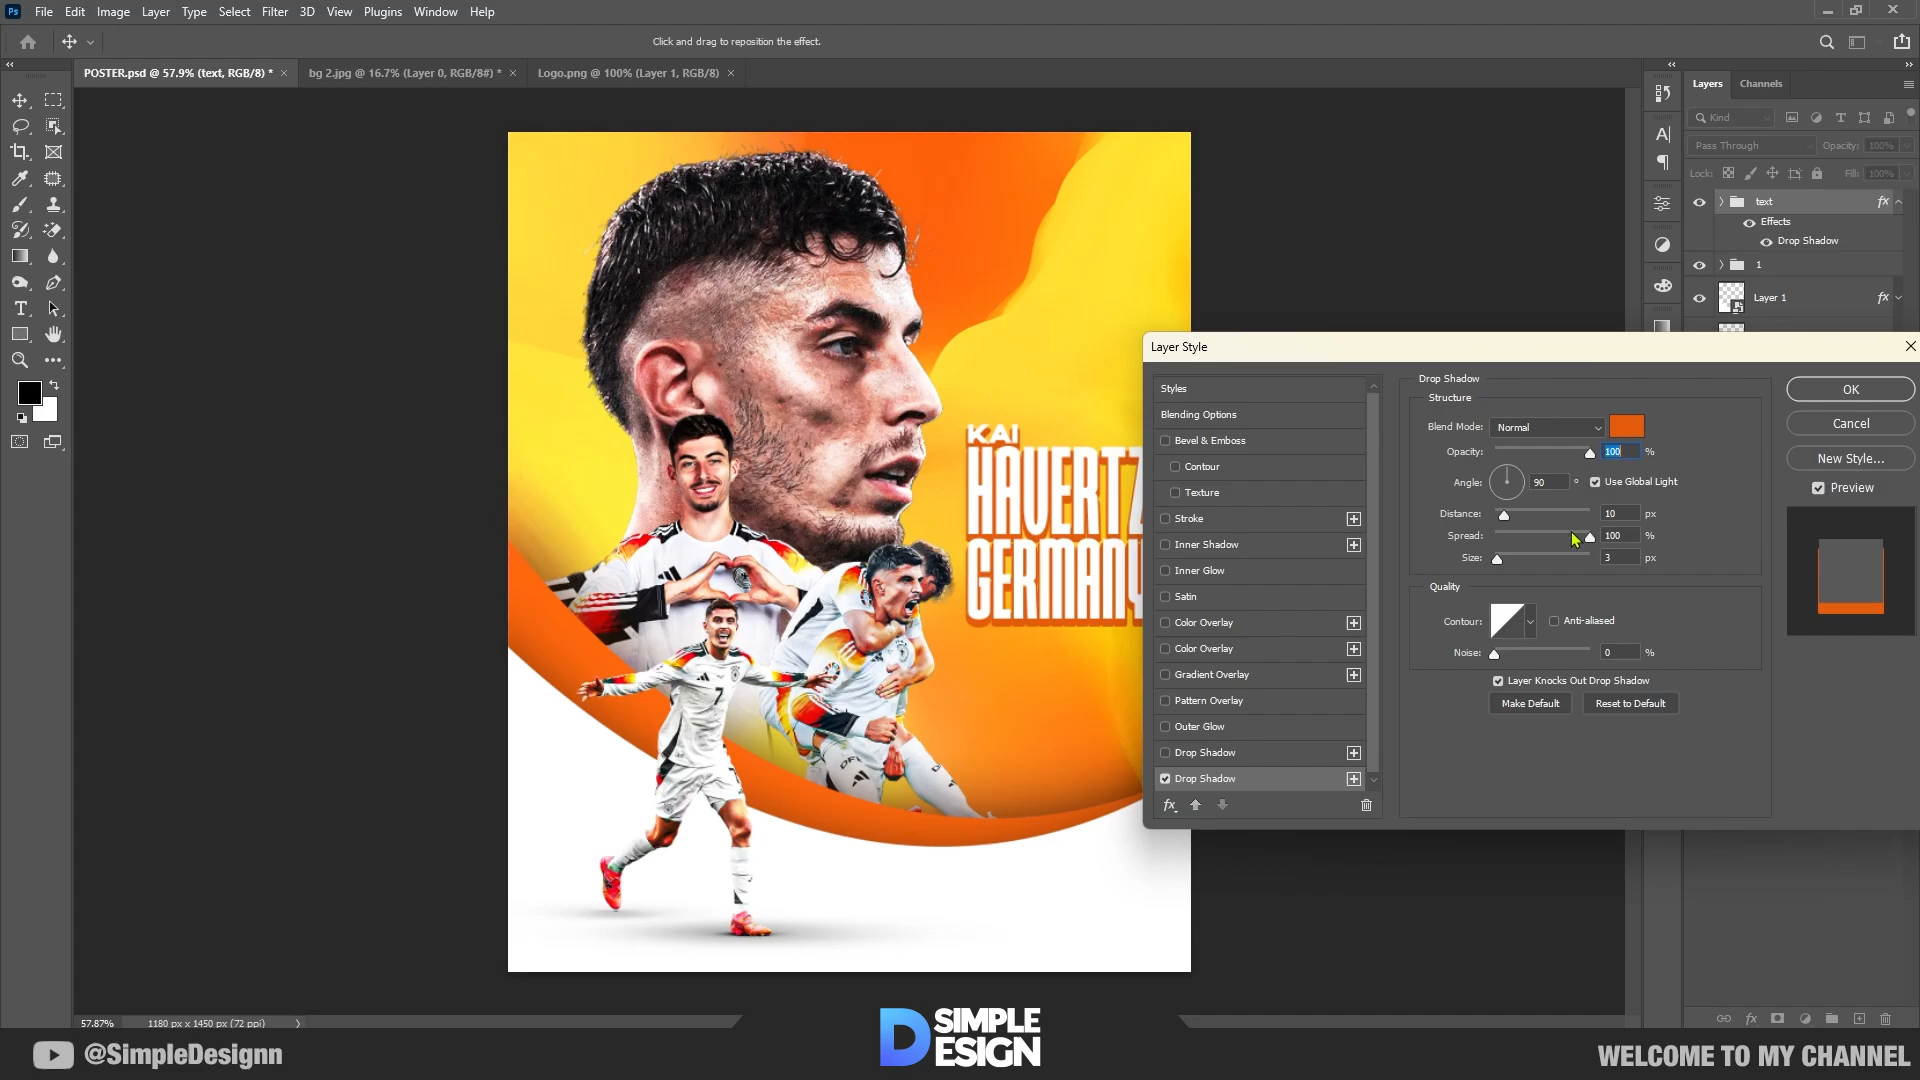 Ps File Edit Image Layer Type Select Filter 3D View Plugins Window Help
Click and drag to reposition the effect.
POSTER.psd @ 57.9% (text, RGB/8) * ×
bg 2.jpg @ 16.7% (Layer 0, RGB/8#) * ×
Logo.png @ 100% (Layer 1, RGB/8) ×
Layers Channels
Kind
Pass Through Opacity: 100%
Lock: Fill: 100%
text fx
Effects
Drop Shadow
1
Layer 1 fx
KAI
HAVERTZ
GERMANY
7
Layer Style
Styles
Blending Options
Bevel & Emboss
Contour
Texture
Stroke
Inner Shadow
Inner Glow
Satin
Color Overlay
Color Overlay
Gradient Overlay
Pattern Overlay
Outer Glow
Drop Shadow
Drop Shadow
fx
Drop Shadow
Structure
Blend Mode: Normal
Opacity: 100 %
Angle: 90 ° Use Global Light
Distance: 10 px
Spread: 100 %
Size: 3 px
Quality
Contour: Anti-aliased
Noise: 0 %
Layer Knocks Out Drop Shadow
Make Default Reset to Default
OK
Cancel
New Style...
Preview
57.87% 1180 px x 1450 px (72 ppi)
@SimpleDesignn
SIMPLE
DESIGN
WELCOME TO MY CHANNEL